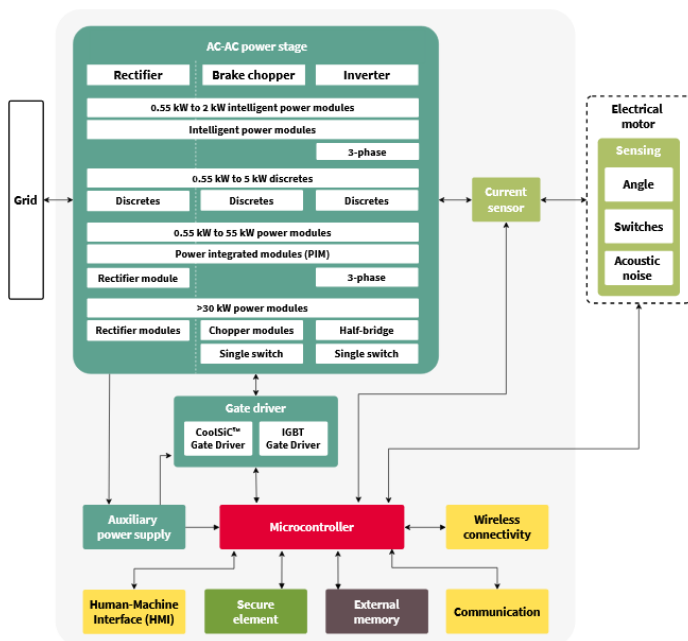 AC-AC power stage
Rectifier
Brake chopper
Inverter
0.55 kW to 2 kW intelligent power modules
Intelligent power modules
3-phase
0.55 kW to 5 kW discretes
Discretes
Discretes
Discretes
0.55 kW to 55 kW power modules
Power integrated modules (PIM)
Rectifier module
3-phase
>30 kW power modules
Rectifier modules
Chopper modules
Half-bridge
Single switch
Single switch
Grid
Current
sensor
Electrical
motor
Sensing
Angle
Switches
Acoustic
noise
Gate driver
CoolSiC™
Gate Driver
IGBT
Gate Driver
Auxiliary
power supply
Microcontroller
Wireless
connectivity
Human-Machine
Interface (HMI)
Secure
element
External
memory
Communication